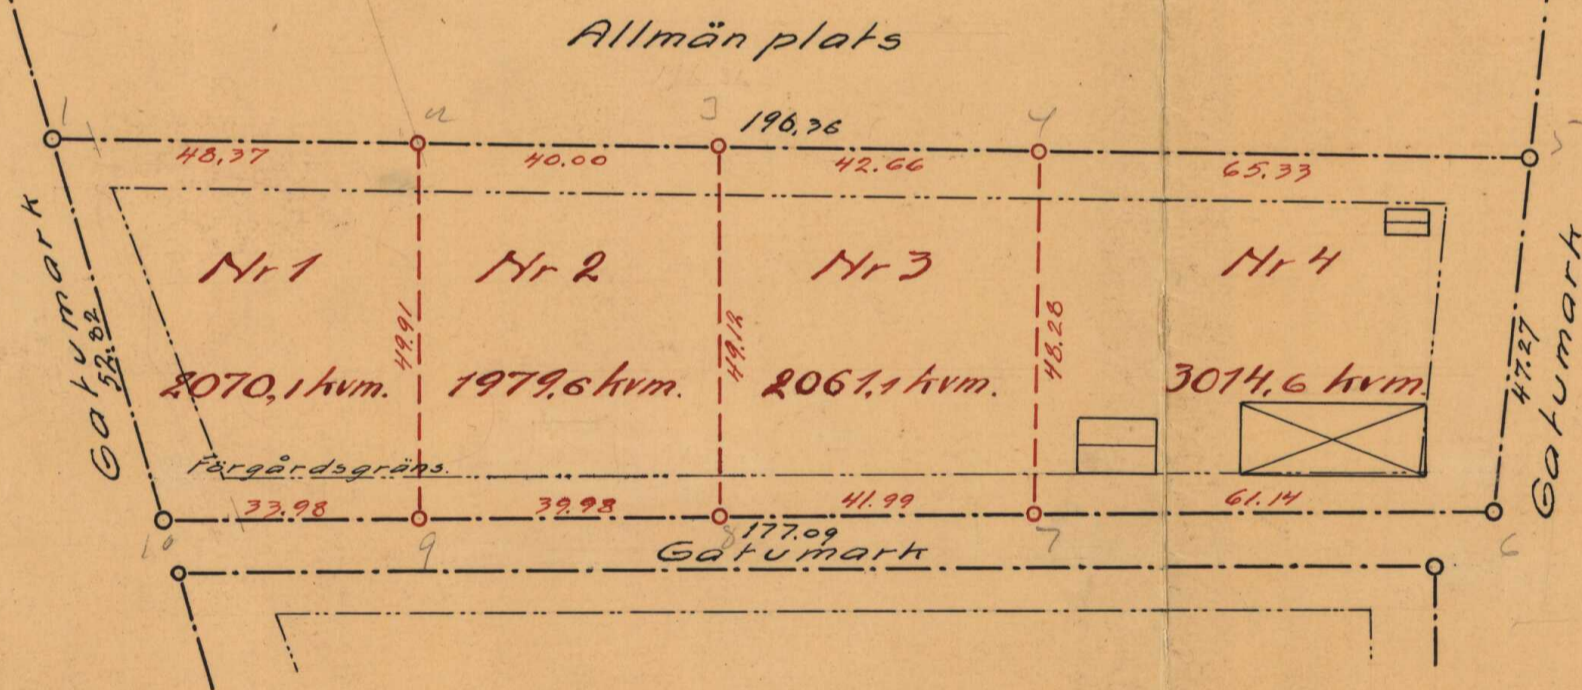 Allmän plats
1
2
3
196,36
4
5
48,37
40.00
42.66
65.33
Gatumark
52.82
Nr 1
Nr 2
Nr 3
Nr 4
49.91
49.12
48.28
47.27
Gatumark
2070,1 kvm.
1979,6 kvm.
2061,1 kvm.
3014,6 kvm.
Förgårdsgräns.
33.98
39.98
41.99
61.14
10
9
8
177.09
7
6
Gatumark